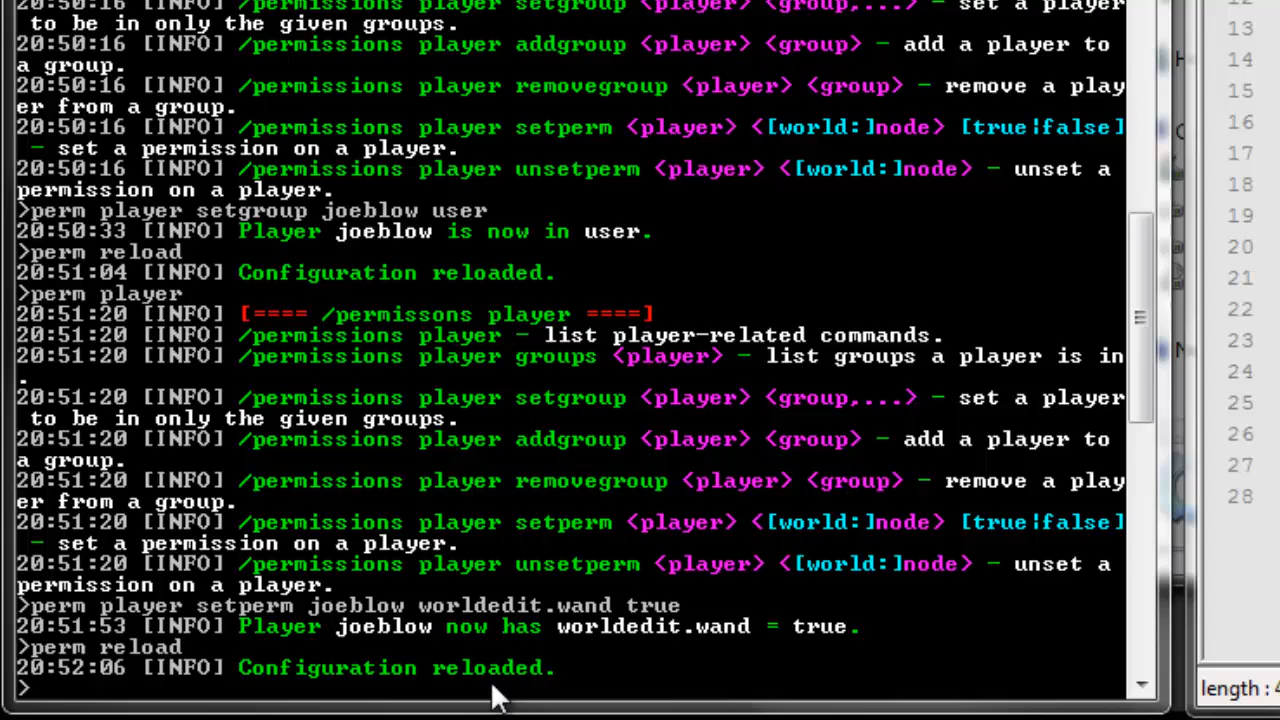 20:50:16 [INFO] /permissions player setgroup <player> <group,...> - set a player
 to be in only the given groups.
20:50:16 [INFO] /permissions player addgroup <player> <group> - add a player to
a group.
20:50:16 [INFO] /permissions player removegroup <player> <group> - remove a play
er from a group.
20:50:16 [INFO] /permissions player setperm <player> <[world:]node> [true|false]
 - set a permission on a player.
20:50:16 [INFO] /permissions player unsetperm <player> <[world:]node> - unset a
permission on a player.
>perm player setgroup joeblow user
20:50:33 [INFO] Player joeblow is now in user.
>perm reload
20:51:04 [INFO] Configuration reloaded.
>perm player
20:51:20 [INFO] [==== /permissons player ====]
20:51:20 [INFO] /permissions player - list player-related commands.
20:51:20 [INFO] /permissions player groups <player> - list groups a player is in
.
20:51:20 [INFO] /permissions player setgroup <player> <group,...> - set a player
 to be in only the given groups.
20:51:20 [INFO] /permissions player addgroup <player> <group> - add a player to
a group.
20:51:20 [INFO] /permissions player removegroup <player> <group> - remove a play
er from a group.
20:51:20 [INFO] /permissions player setperm <player> <[world:]node> [true|false]
 - set a permission on a player.
20:51:20 [INFO] /permissions player unsetperm <player> <[world:]node> - unset a
permission on a player.
>perm player setperm joeblow worldedit.wand true
20:51:53 [INFO] Player joeblow now has worldedit.wand = true.
>perm reload
20:52:06 [INFO] Configuration reloaded.
>
13
14
15
16
17
18
19
20
21
22
23
24
25
26
27
28
length : 4